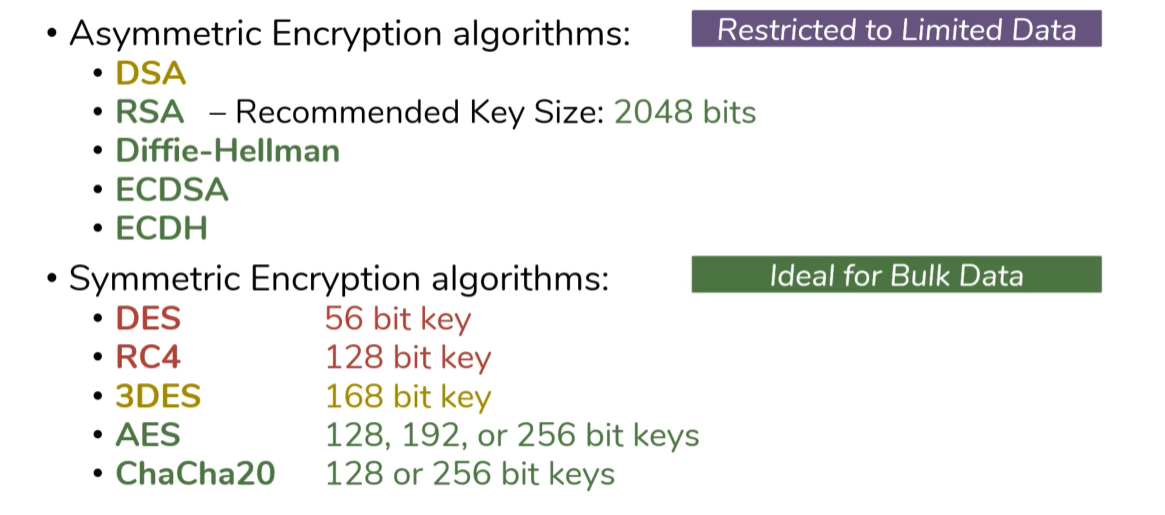 • Asymmetric Encryption algorithms: Restricted to Limited Data
• DSA
• RSA – Recommended Key Size: 2048 bits
• Diffie-Hellman
• ECDSA
• ECDH
• Symmetric Encryption algorithms: Ideal for Bulk Data
• DES 56 bit key
• RC4 128 bit key
• 3DES 168 bit key
• AES 128, 192, or 256 bit keys
• ChaCha20 128 or 256 bit keys